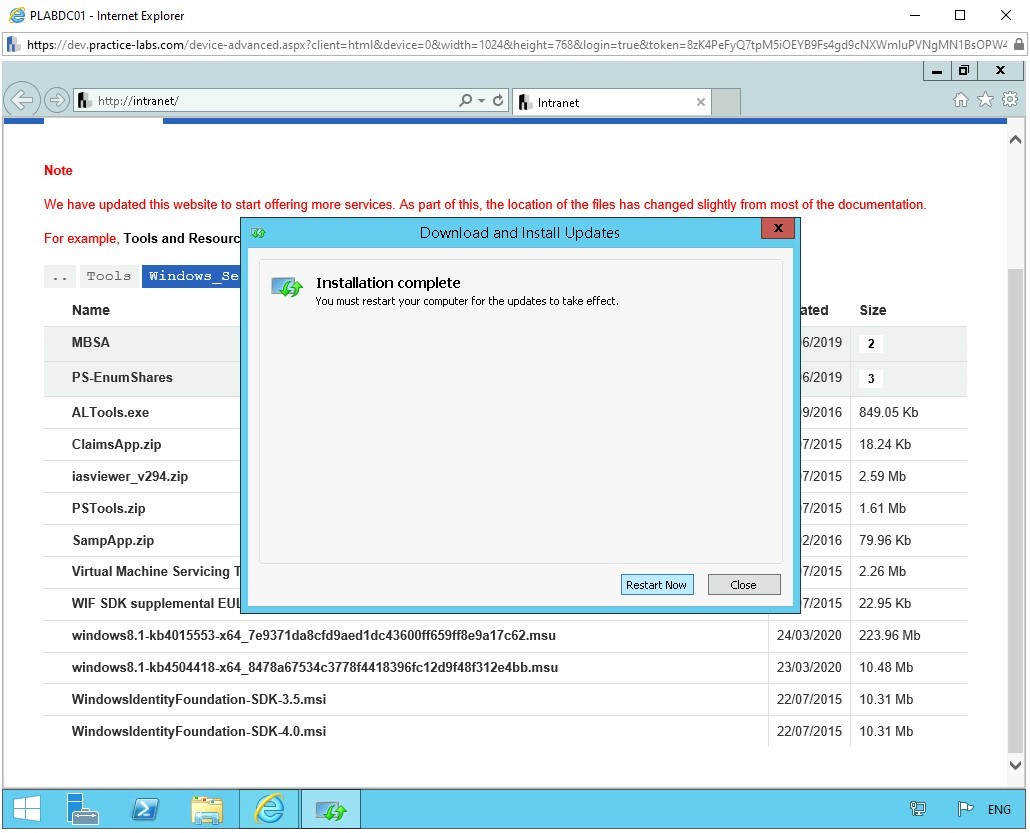 PLABDC01 - Internet Explorer
https://dev.practice-labs.com/device-advanced.aspx?client=html&device=0&width=1024&height=768&login=true&token=8zK4PeFyQ7tpM5iOEYB9Fs4gd9cNXWmluPVNgMN1BsOPW4
http://intranet/
Intranet
Note
We have updated this website to start offering more services. As part of this, the location of the files has changed slightly from most of the documentation.
For example, Tools and Resourc
Download and Install Updates
X
Installation complete
You must restart your computer for the updates to take effect.
Restart Now
Close
.. Tools Windows_Se
Name ated Size
MBSA 06/2019 2
PS-EnumShares 06/2019 3
ALTools.exe 09/2016 849.05 Kb
ClaimsApp.zip 07/2015 18.24 Kb
iasviewer_v294.zip 07/2015 2.59 Mb
PSTools.zip 07/2015 1.61 Mb
SampApp.zip 02/2016 79.96 Kb
Virtual Machine Servicing T 07/2015 2.26 Mb
WIF SDK supplemental EUL 07/2015 22.95 Kb
windows8.1-kb4015553-x64_7e9371da8cfd9aed1dc43600ff659ff8e9a17c62.msu 24/03/2020 223.96 Mb
windows8.1-kb4504418-x64_8478a67534c3778f4418396fc12d9f48f312e4bb.msu 23/03/2020 10.48 Mb
WindowsIdentityFoundation-SDK-3.5.msi 22/07/2015 10.31 Mb
WindowsIdentityFoundation-SDK-4.0.msi 22/07/2015 10.31 Mb
ENG